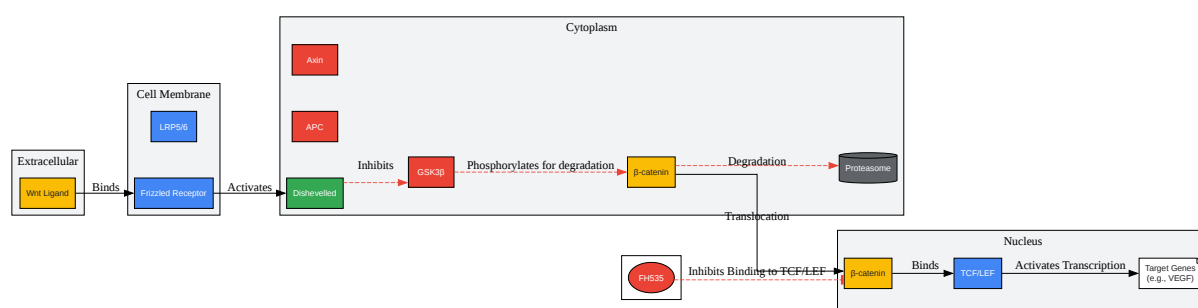 Cytoplasm
Axin
Cell Membrane
LRP5/6
APC
Extracellular
Inhibits
GSK3β
Phosphorylates for degradation
β-catenin
Degradation
Proteasome
Wnt Ligand
Binds
Frizzled Receptor
Activates
Dishevelled
Translocation
Nucleus
FH535
Inhibits Binding to TCF/LEF
β-catenin
Binds
TCF/LEF
Activates Transcription
Target Genes
(e.g., VEGF)